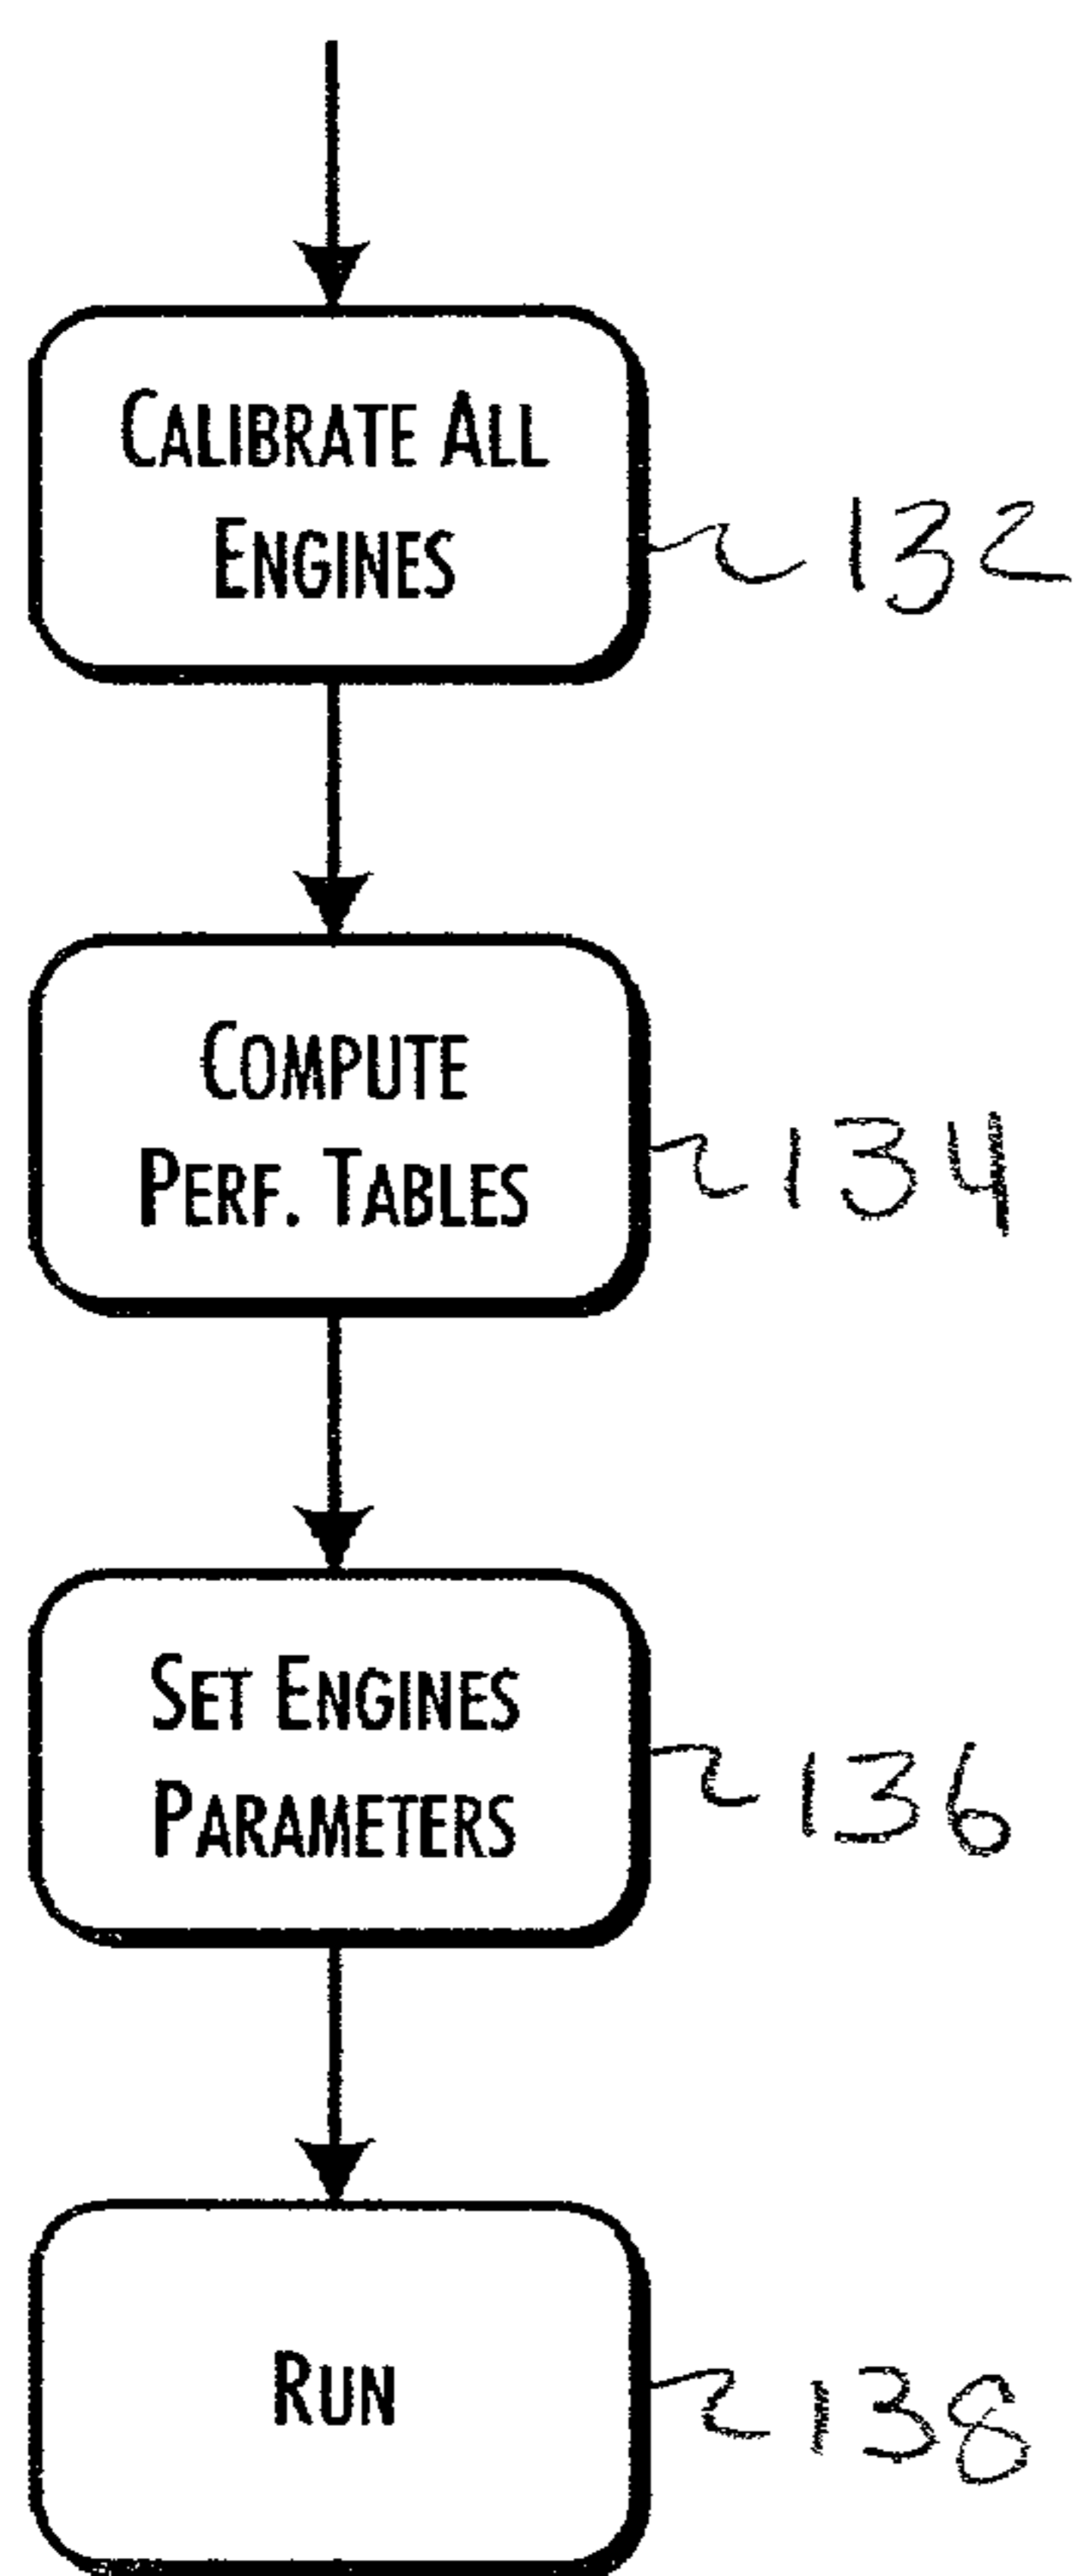 CALIBRATE ALL
ENGINES
132
COMPUTE
PERF. TABLES
134
SET ENGINES
PARAMETERS
136
RUN
138